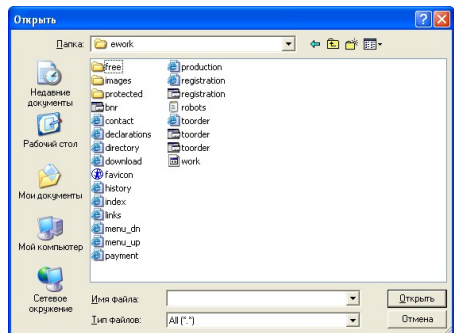 Открыть
Папка: ework
Недавние документы
Рабочий стол
Мои документы
Мой компьютер
Сетевое окружение
free
images
protected
bnr
contact
declarations
directory
download
favicon
history
index
links
menu_dn
menu_up
payment
production
registration
registration
robots
toorder
toorder
toorder
work
Имя файла:
Открыть
Тип файлов: All (*.*)
Отмена